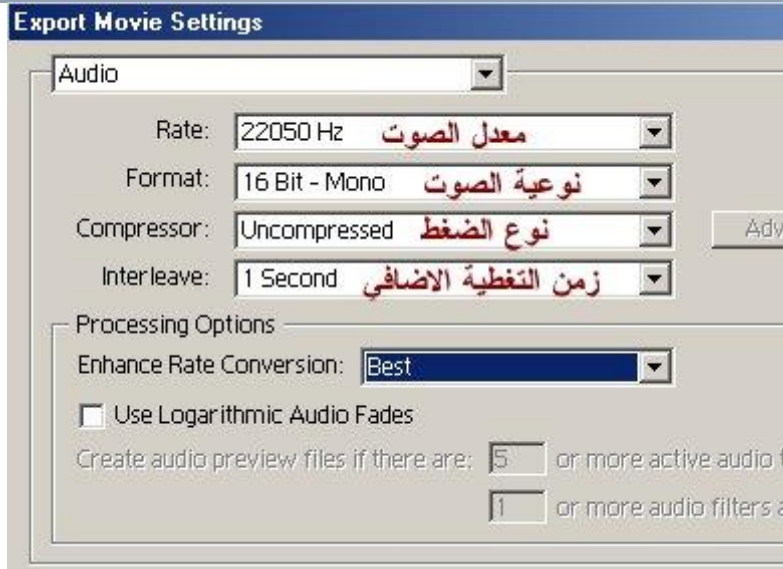 Export Movie Settings
Audio
Rate: 22050 Hz معدل الصوت
Format: 16 Bit - Mono نوعية الصوت
Compressor: Uncompressed نوع الضغط
Interleave: 1 Second زمن التغطية الاضافي
Processing Options
Enhance Rate Conversion: Best
Use Logarithmic Audio Fades
Create audio preview files if there are: 5 or more active audio
1 or more audio filters